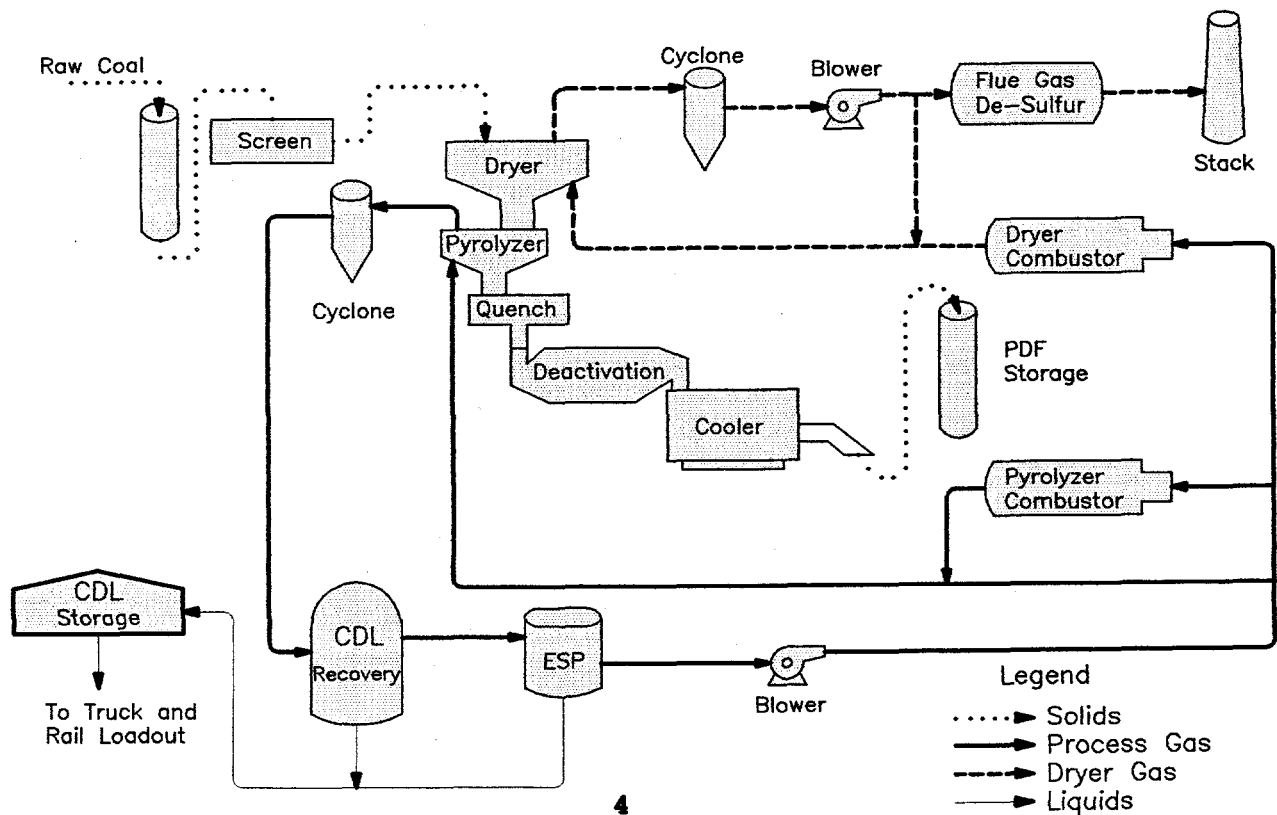 Raw Coal
Screen
Dryer
Cyclone
Blower
Flue Gas
De-Sulfur
Stack
Pyrolyzer
Cyclone
Quench
Deactivation
Cooler
Dryer
Combustor
PDF
Storage
Pyrolyzer
Combustor
CDL
Storage
To Truck and
Rail Loadout
CDL
Recovery
ESP
Blower
Legend
Solids
Process Gas
Dryer Gas
Liquids
4